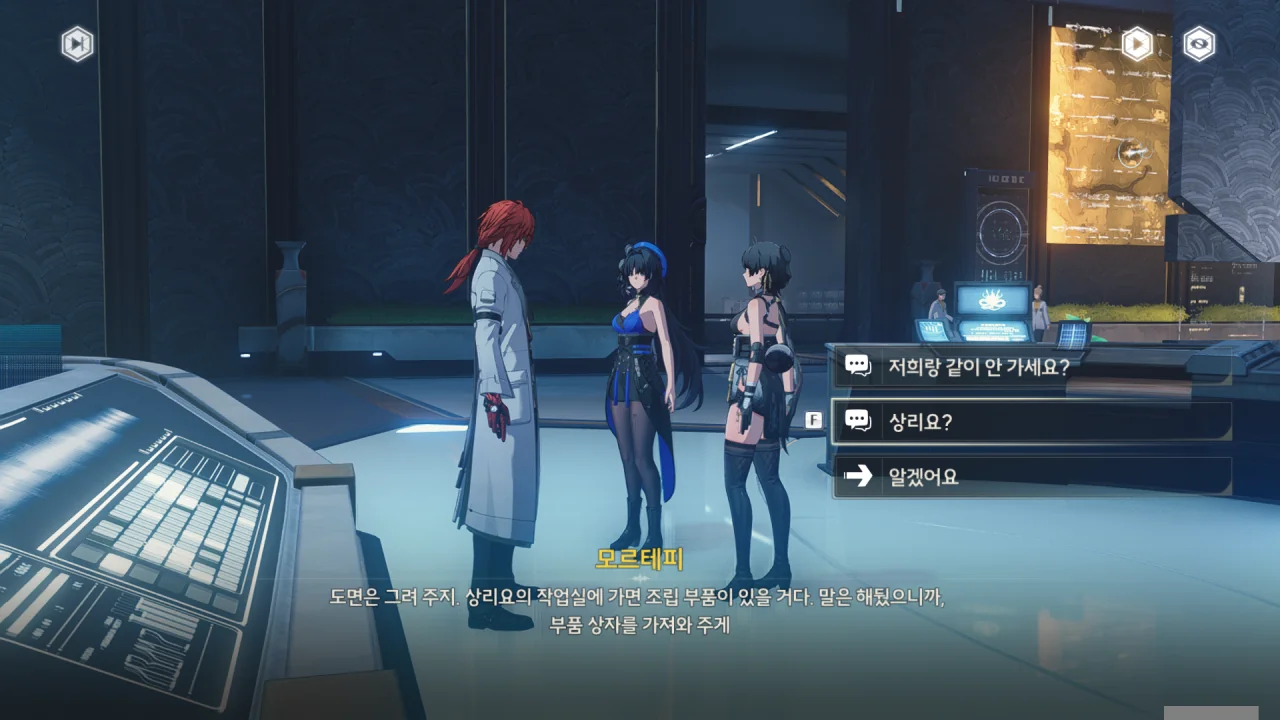 저희랑 같이 안 가세요?
F
상리요?
알겠어요
모르테피
도면은 그려 주지. 상리요의 작업실에 가면 조립 부품이 있을 거다. 말은 해뒀으니까,
부품 상자를 가져와 주게